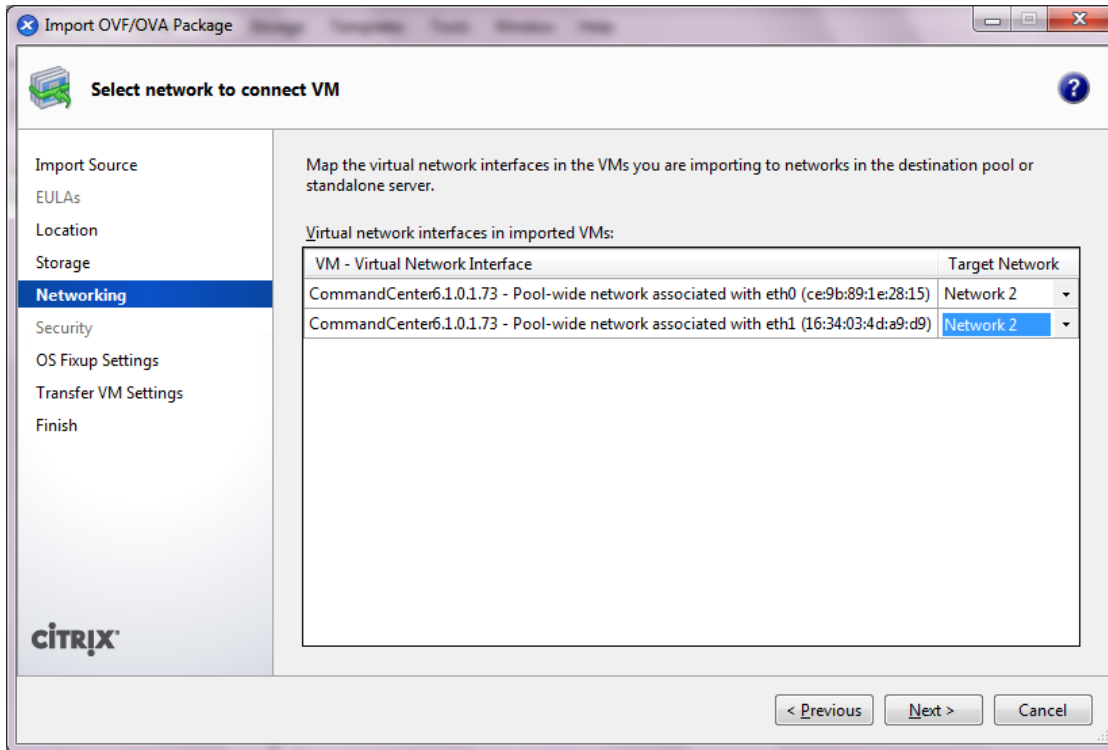 Import OVF/OVA Package
Storage Templates Tools Window Help
Select network to connect VM
?
Import Source
EULAs
Location
Storage
Networking
Security
OS Fixup Settings
Transfer VM Settings
Finish
CITRIX
Map the virtual network interfaces in the VMs you are importing to networks in the destination pool or
standalone server.
Virtual network interfaces in imported VMs:
VM - Virtual Network Interface Target Network
CommandCenter6.1.0.1.73 - Pool-wide network associated with eth0 (ce:9b:89:1e:28:15) Network 2
CommandCenter6.1.0.1.73 - Pool-wide network associated with eth1 (16:34:03:4d:a9:d9) Network 2
< Previous Next > Cancel